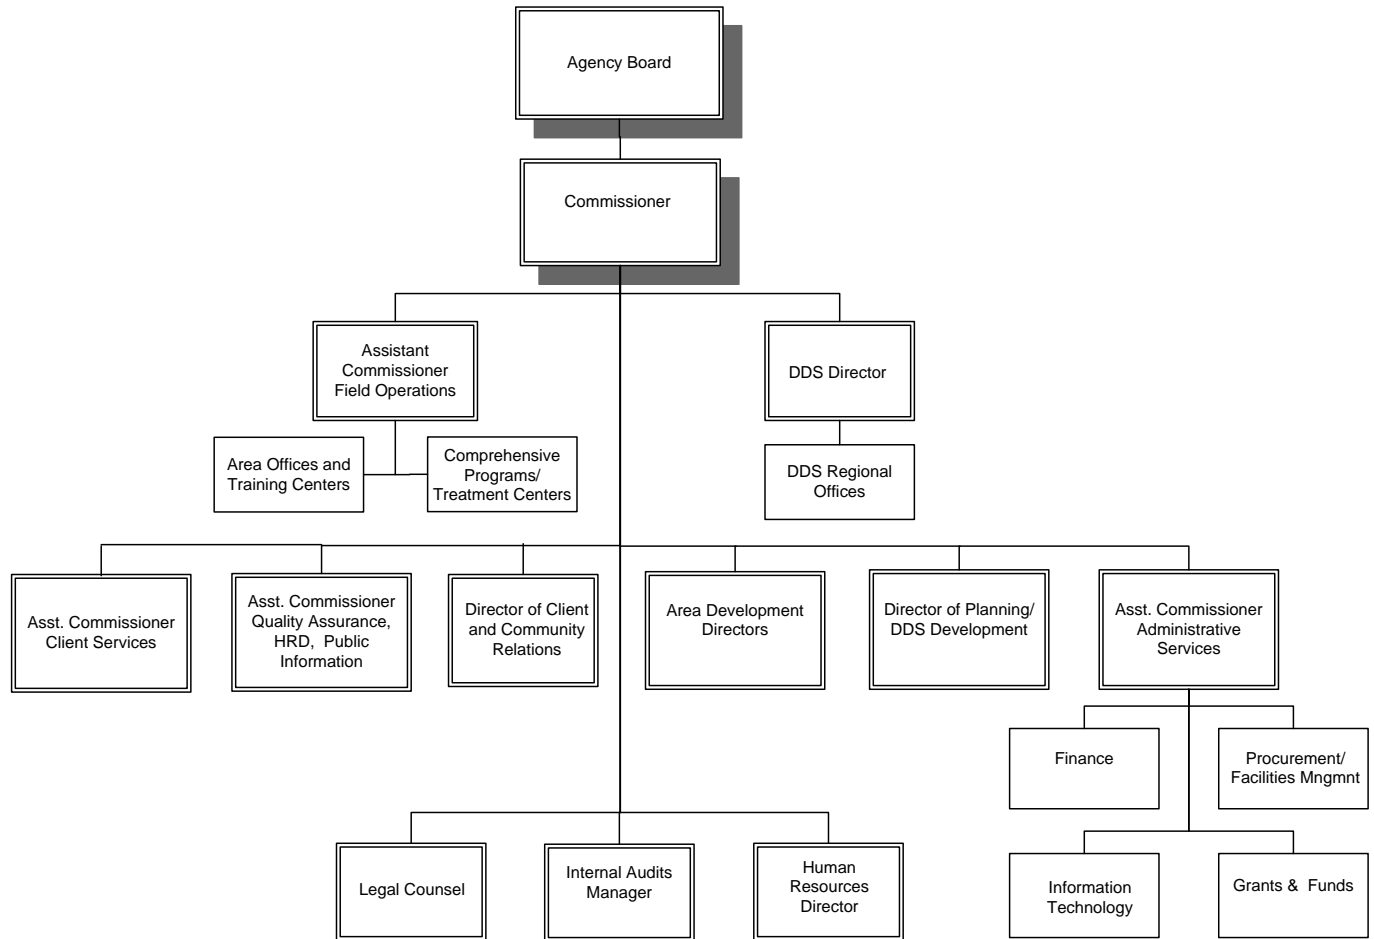 Agency Board
Commissioner
Assistant
Commissioner
Field Operations
DDS Director
Area Offices and
Training Centers
Comprehensive
Programs/
Treatment Centers
DDS Regional
Offices
Asst. Commissioner
Client Services
Asst. Commissioner
Quality Assurance,
HRD,  Public
Information
Director of Client
and Community
Relations
Area Development
Directors
Director of Planning/
DDS Development
Asst. Commissioner
Administrative
Services
Finance
Procurement/
Facilities Mngmnt
Legal Counsel
Internal Audits
Manager
Human
Resources
Director
Information
Technology
Grants &  Funds